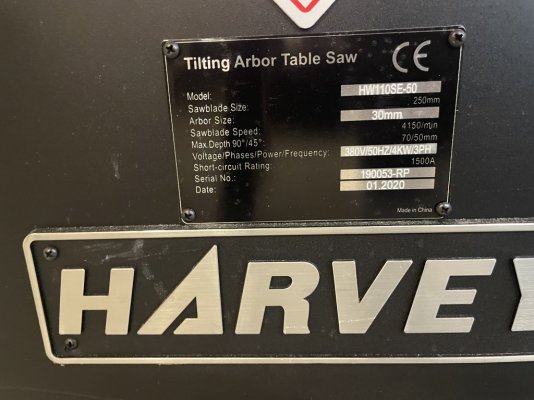 Tilting Arbor Table Saw CE
Model: HW110SE-50
Sawblade Size: 250mm
Arbor Size: 30mm
Sawblade Speed: 4150/min
Max.Depth 90°/45°: 70/50mm
Voltage/Phases/Power/Frequency: 380V/50HZ/4KW/3PH
Short-circuit Rating: 1500A
Serial No.: 190053-RP
Date: 01.2020
Made in China
HARVEY